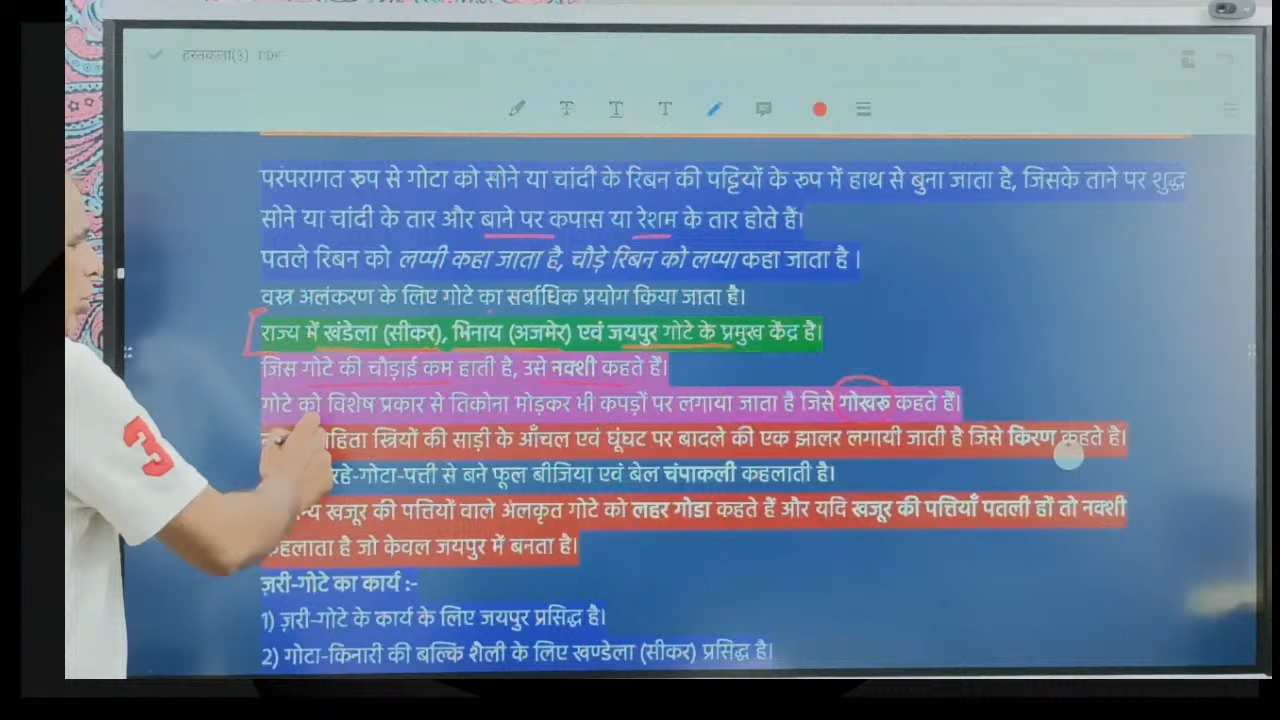 हस्तकला(3) PDF
परंपरागत रूप से गोटा को सोने या चांदी के रिबन की पट्टियों के रूप में हाथ से बुना जाता है, जिसके ताने पर शुद्ध
सोने या चांदी के तार और बाने पर कपास या रेशम के तार होते हैं।
पतले रिबन को लप्पी कहा जाता है, चौड़े रिबन को लप्पा कहा जाता है ।
वस्त्र अलंकरण के लिए गोटे का सर्वाधिक प्रयोग किया जाता है।
राज्य में खंडेला (सीकर), भिनाय (अजमेर) एवं जयपुर गोटे के प्रमुख केंद्र है।
जिस गोटे की चौड़ाई कम हाती है, उसे नक्शी कहते हैं।
गोटे को विशेष प्रकार से तिकोना मोड़कर भी कपड़ों पर लगाया जाता है जिसे गोखरू कहते हैं।
स्त्रियों की साड़ी के आँचल एवं घूंघट पर बादले की एक झालर लगायी जाती है जिसे किरण कहते है।
गोटा-पत्ती से बने फूल बीजिया एवं बेल चंपाकली कहलाती है।
खजूर की पत्तियों वाले अंलकृत गोटे को लहर गोडा कहते हैं और यदि खजूर की पत्तियाँ पतली हों तो नक्शी
कहलाता है जो केवल जयपुर में बनता है।
ज़री-गोटे का कार्य :-
1) ज़री-गोटे के कार्य के लिए जयपुर प्रसिद्ध है।
2) गोटा-किनारी की बल्कि शैली के लिए खण्डेला (सीकर) प्रसिद्ध है।
3